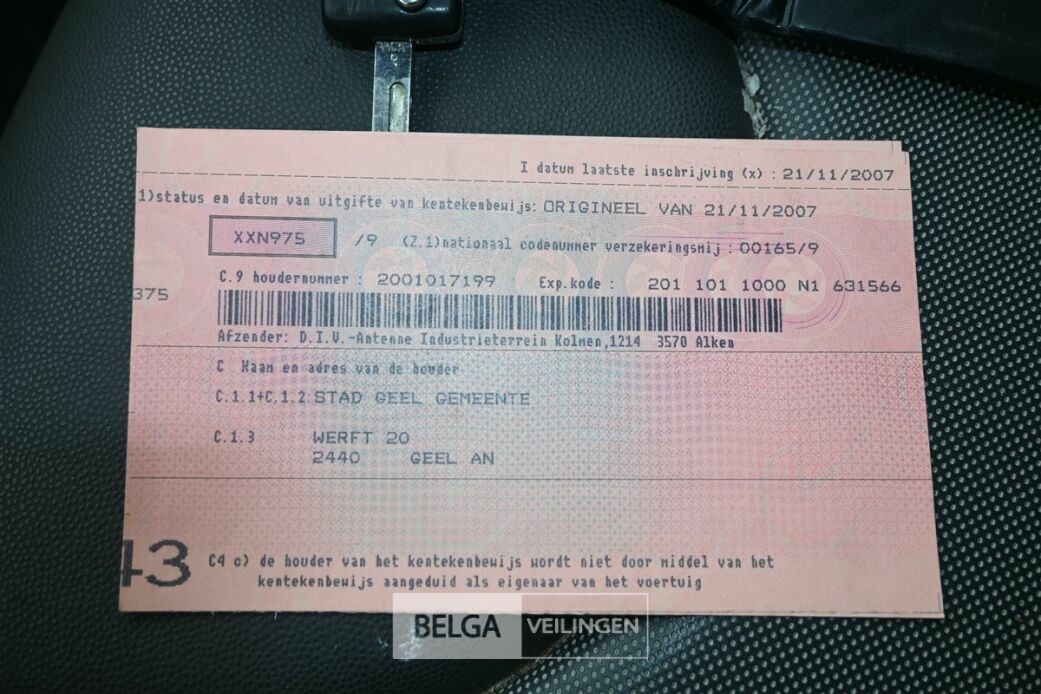 I datum laatste inschrijving (x) : 21/11/2007
1)status en datum van uitgifte van kentekenbewijs: ORIGINEEL VAN 21/11/2007
XXN975 /9 (Z.1)nationaal codenummer verzekeringsmij : 00165/9
C.9 houdernummer : 2001017199 Exp.kode : 201 101 1000 N1 631566
375
Afzender: D.I.V.-Antenne Industrieterrein Kolmen,1214 3570 Alken
C Naam en adres van de houder
C.1.1+C.1.2 STAD GEEL GEMEENTE
C.1.3 WERFT 20
2440 GEEL AN
43
C4 c) de houder van het kentekenbewijs wordt niet door middel van het
kentekenbewijs aangeduid als eigenaar van het voertuig
BELGA VEILINGEN